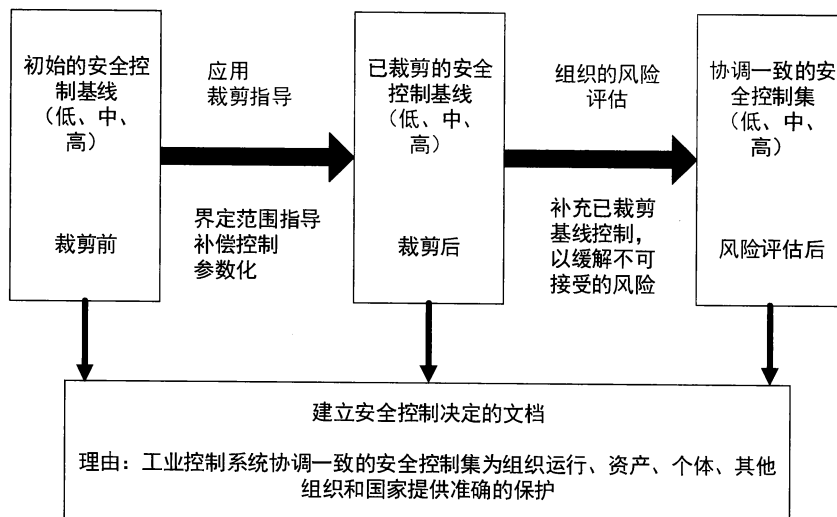 初始的安全控
制基线
（低、中、
高）
裁剪前
应用
裁剪指导
界定范围指导
补偿控制
参数化
已裁剪的安全
控制基线
（低、中、
高）
裁剪后
组织的风险
评估
补充已裁剪
基线控制，
以缓解不可
接受的风险
协调一致的安
全控制集
（低、中、
高）
风险评估后
建立安全控制决定的文档
理由：工业控制系统协调一致的安全控制集为组织运行、资产、个体、其他
组织和国家提供准确的保护